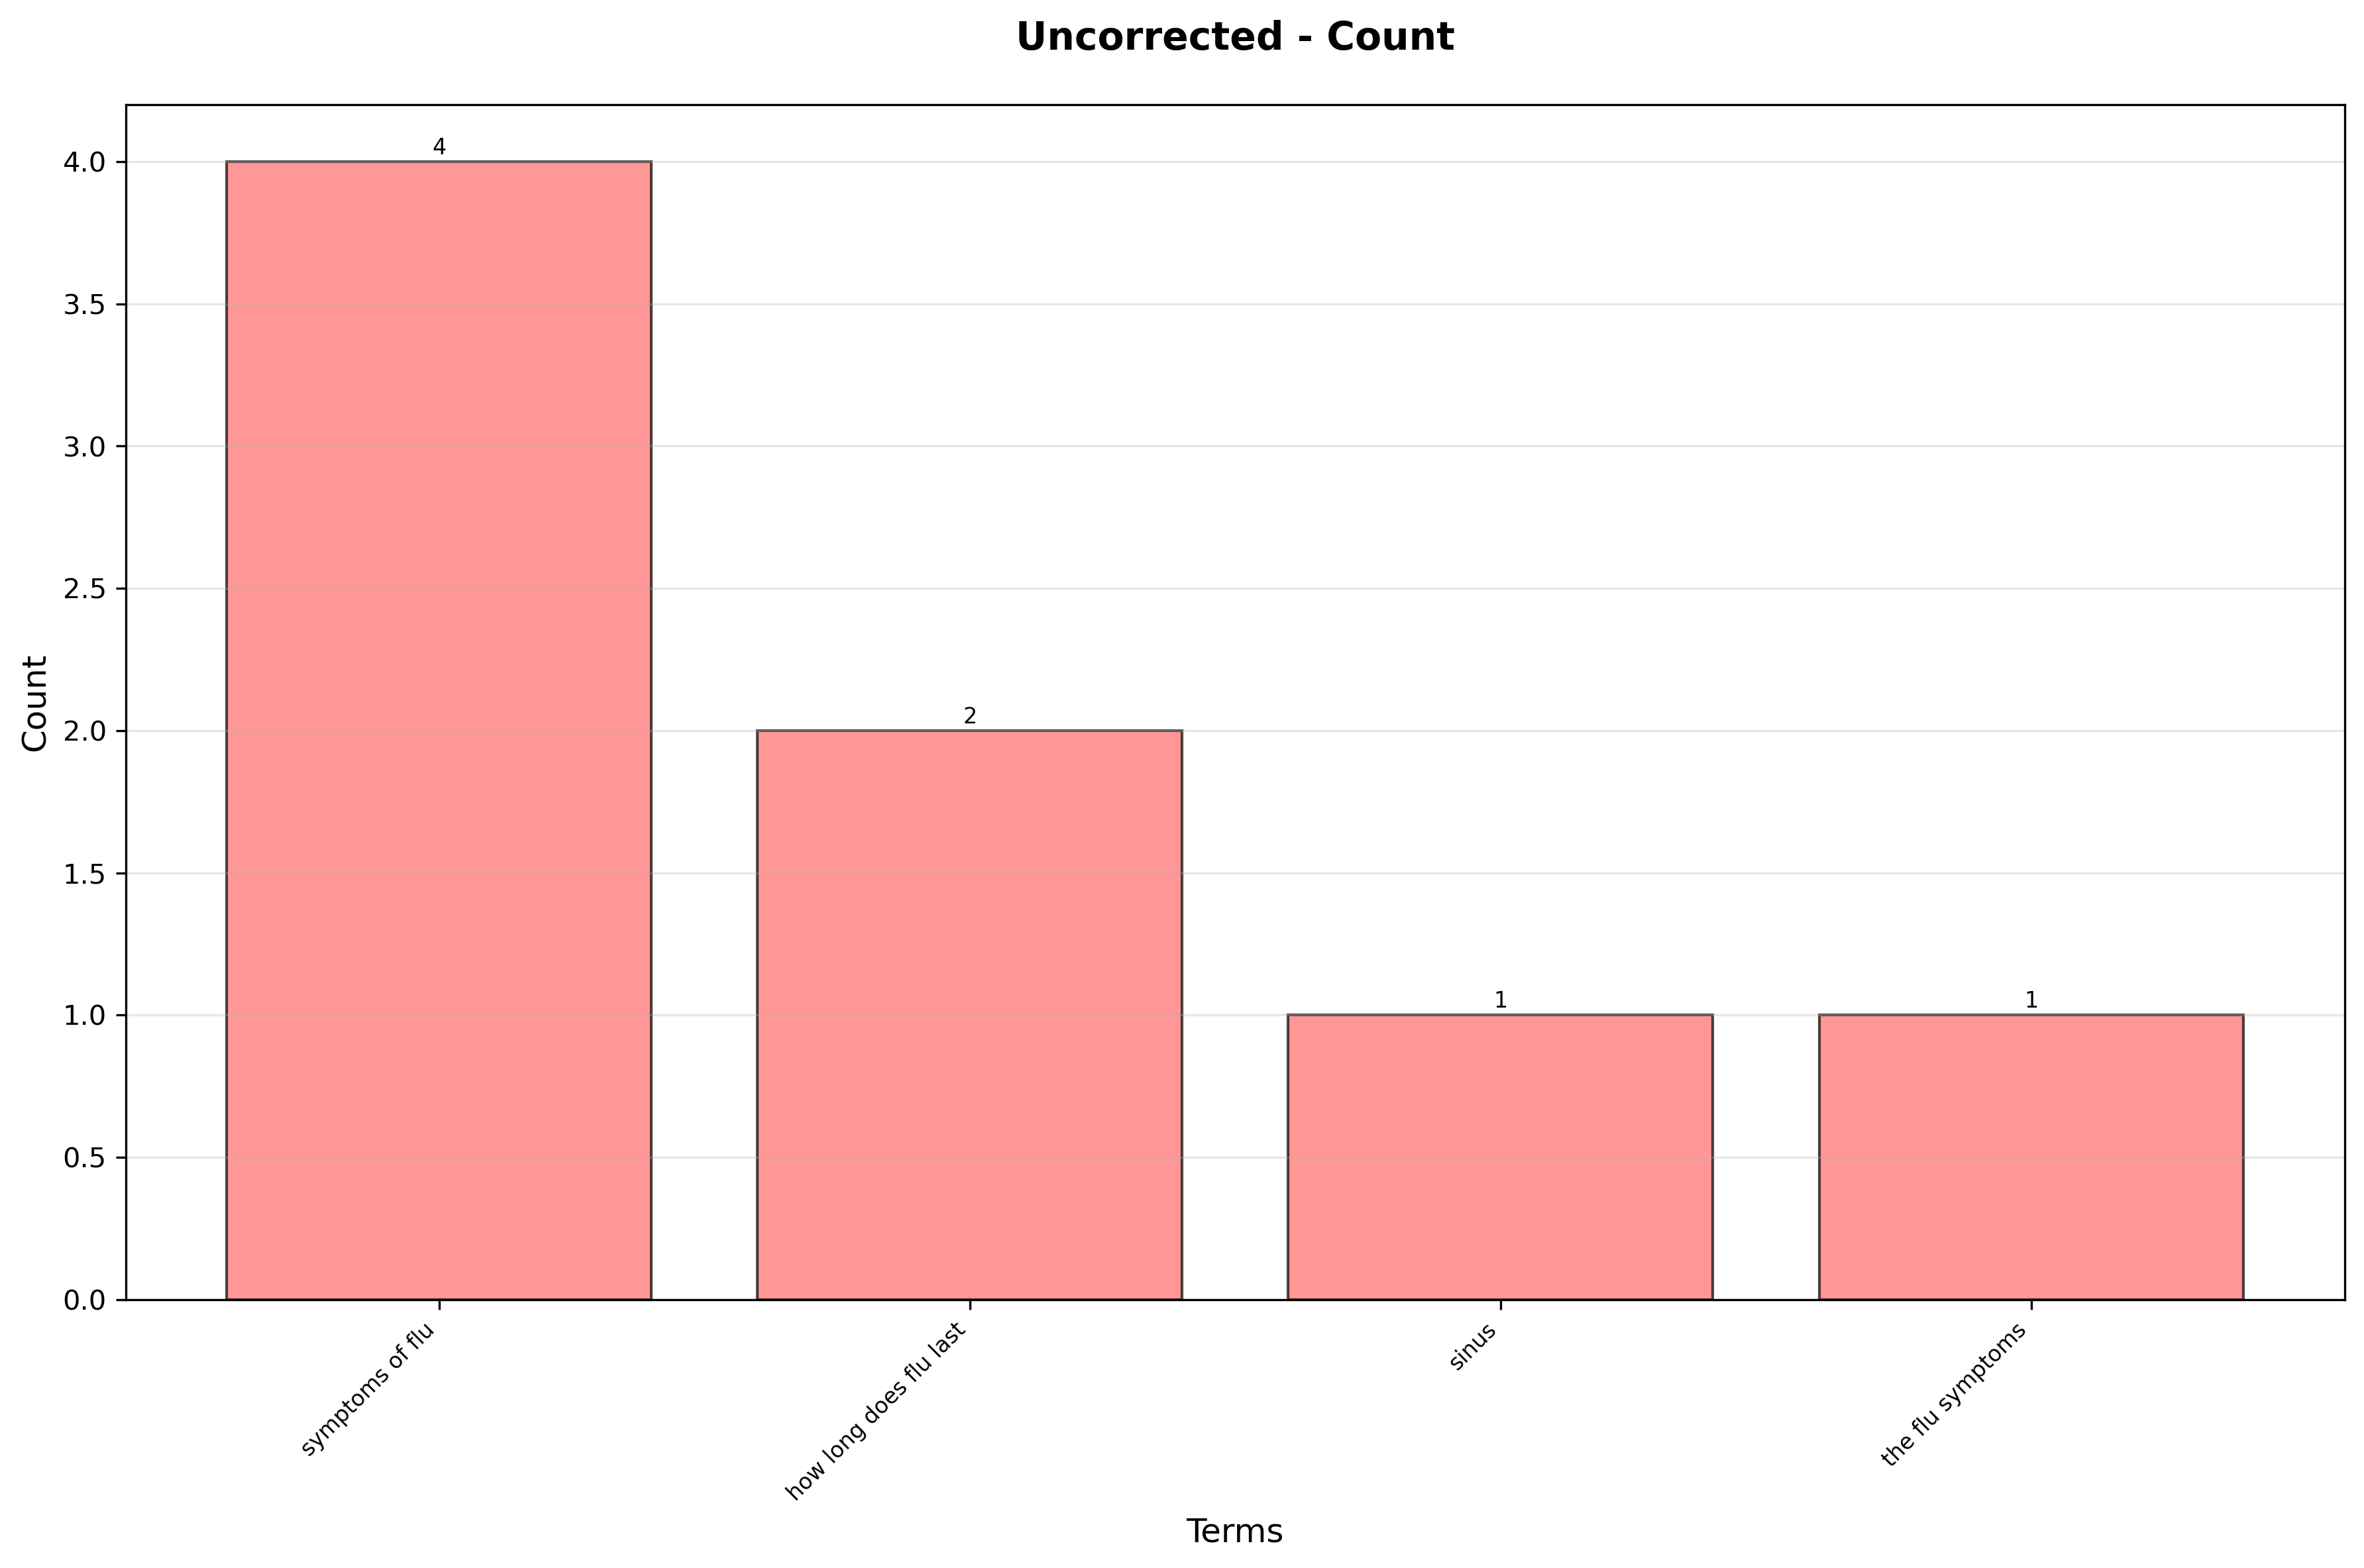 Uncorrected - Count
4
4.0
3.5
3.0
2.5
2
2.0
1.5
1
1
1.0
0.5
0.0
Count
symptoms of flu
how long does flu last
sinus
the flu symptoms
Terms